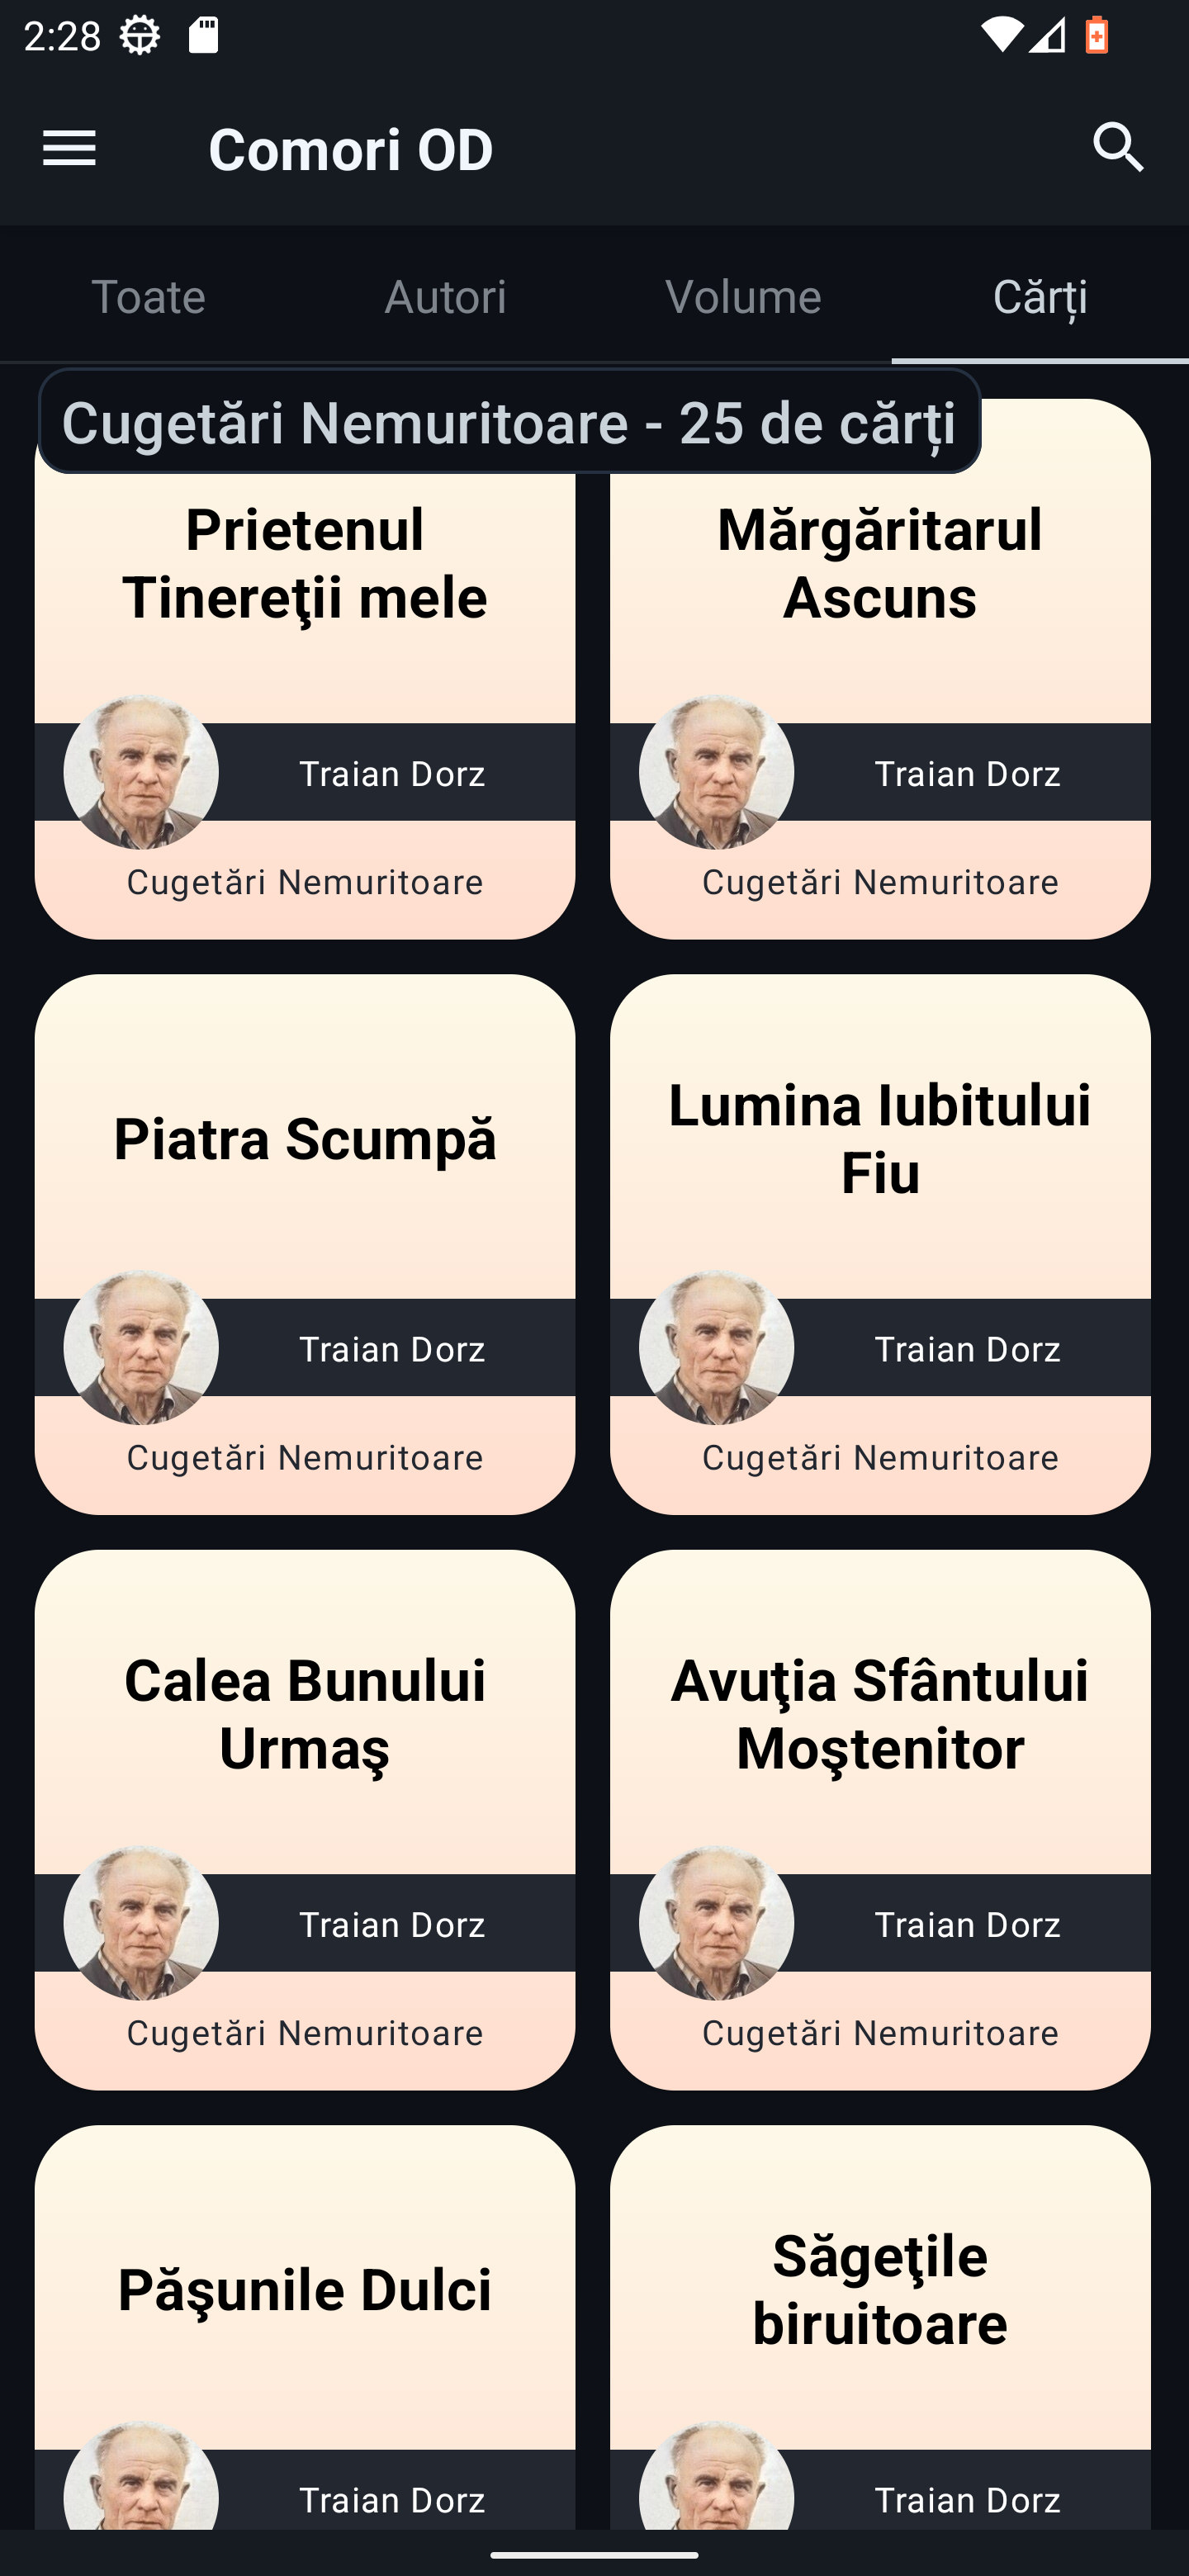 2:28
Comori OD
Toate
Autori
Volume
Cărți
Cugetări Nemuritoare - 25 de cărți
Prietenul
Tinereţii mele
Traian Dorz
Cugetări Nemuritoare
Mărgăritarul
Ascuns
Traian Dorz
Cugetări Nemuritoare
Piatra Scumpă
Traian Dorz
Cugetări Nemuritoare
Lumina Iubitului
Fiu
Traian Dorz
Cugetări Nemuritoare
Calea Bunului
Urmaş
Traian Dorz
Cugetări Nemuritoare
Avuţia Sfântului
Moştenitor
Traian Dorz
Cugetări Nemuritoare
Păşunile Dulci
Traian Dorz
Săgeţile
biruitoare
Traian Dorz